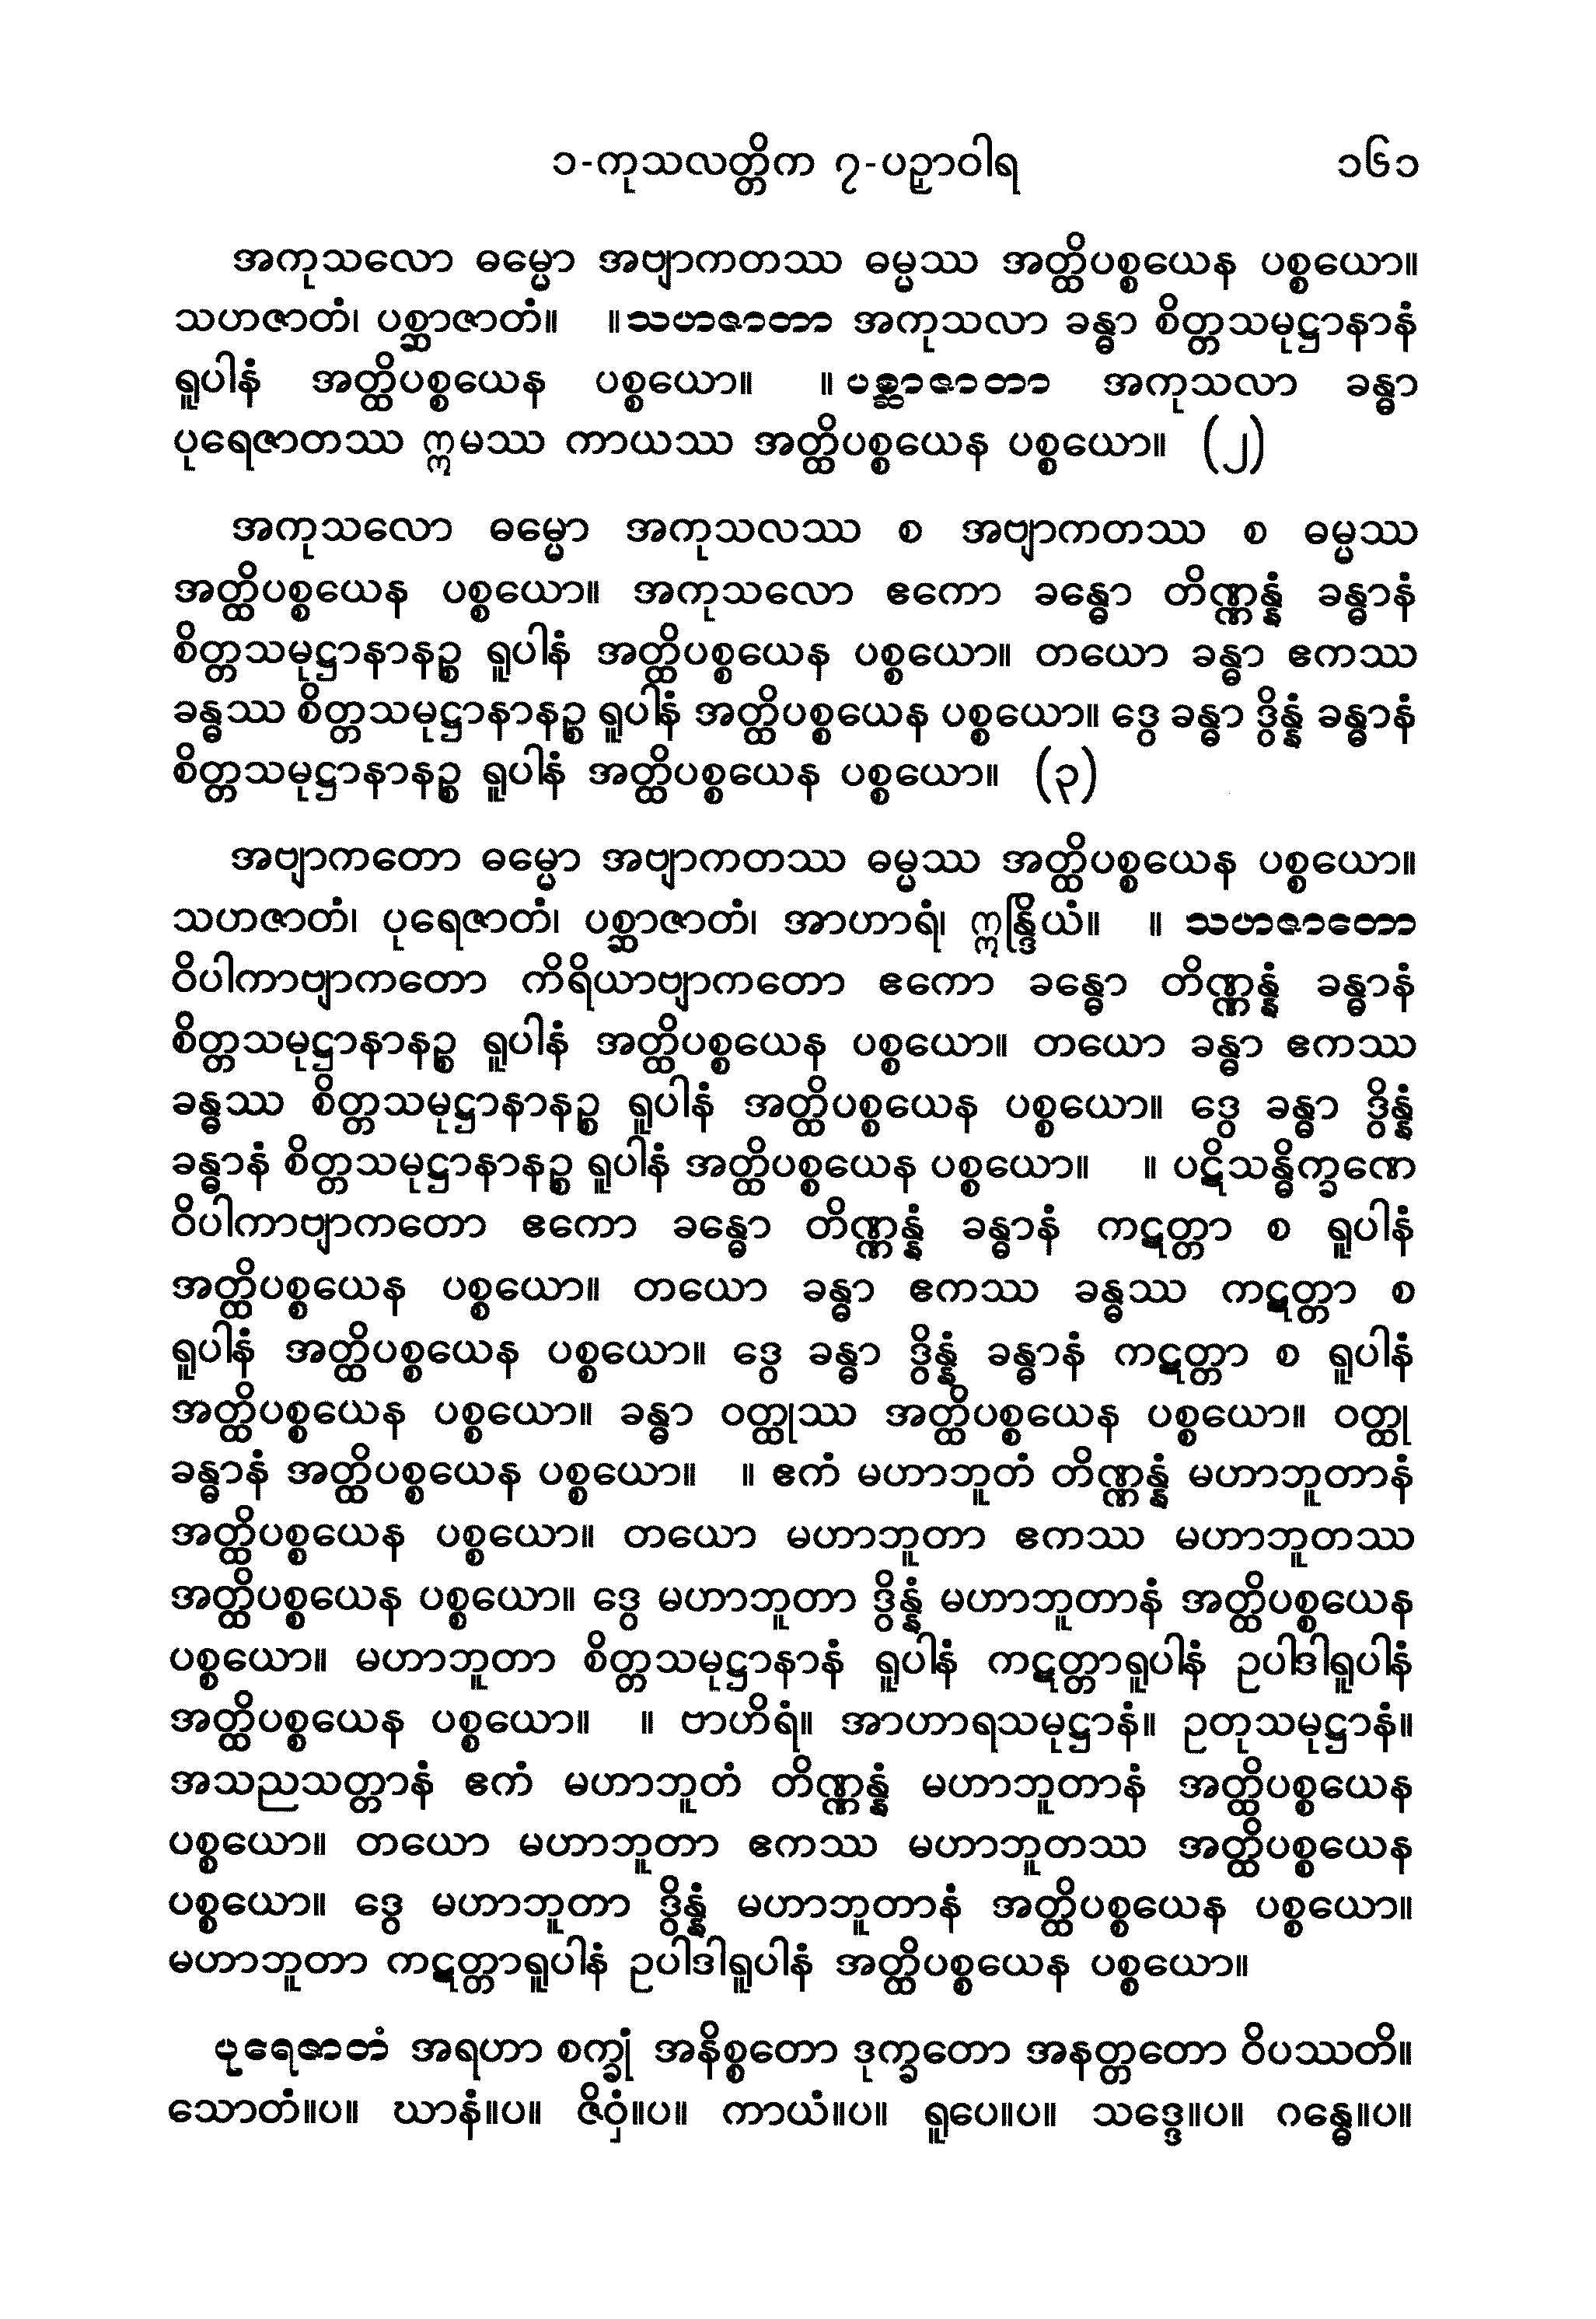 ၁-ကုသလတ္တိက ၇-ပဉှာဝါရ ၁၆၁
အကုသလော ဓမ္မော အဗျာကတဿ ဓမ္မဿ အတ္ထိပစ္စယေန ပစ္စယော။
သဟဇာတံ၊ ပစ္ဆာဇာတံ။ ။သဟဇာတာ အကုသလာ ခန္ဓာ စိတ္တသမုဋ္ဌာနာနံ
ရူပါနံ အတ္ထိပစ္စယေန ပစ္စယော။ ။ ပစ္ဆာဇာတာ အကုသလာ ခန္ဓာ
ပုရေဇာတဿ ဣမဿ ကာယဿ အတ္ထိပစ္စယေန ပစ္စယော။ (၂)
အကုသလော ဓမ္မော အကုသလဿ စ အဗျာကတဿ စ ဓမ္မဿ
အတ္ထိပစ္စယေန ပစ္စယော။ အကုသလော ဧကော ခန္ဓော တိဏ္ဏန္နံ ခန္ဓာနံ
စိတ္တသမုဋ္ဌာနာနဉ္စ ရူပါနံ အတ္ထိပစ္စယေန ပစ္စယော။ တယော ခန္ဓာ ဧကဿ
ခန္ဓဿ စိတ္တသမုဋ္ဌာနာနဉ္စ ရူပါနံ အတ္ထိပစ္စယေန ပစ္စယော။ ဒွေ ခန္ဓာ ဒွိန္နံ ခန္ဓာနံ
စိတ္တသမုဋ္ဌာနာနဉ္စ ရူပါနံ အတ္ထိပစ္စယေန ပစ္စယော။ (၃)
အဗျာကတော ဓမ္မော အဗျာကတဿ ဓမ္မဿ အတ္ထိပစ္စယေန ပစ္စယော။
သဟဇာတံ၊ ပုရေဇာတံ၊ ပစ္ဆာဇာတံ၊ အာဟာရံ၊ ဣန္ဒြိယံ။ ။ သဟဇာတော
ဝိပါကာဗျာကတော ကိရိယာဗျာကတော ဧကော ခန္ဓော တိဏ္ဏန္နံ ခန္ဓာနံ
စိတ္တသမုဋ္ဌာနာနဉ္စ ရူပါနံ အတ္ထိပစ္စယေန ပစ္စယော။ တယော ခန္ဓာ ဧကဿ
ခန္ဓဿ စိတ္တသမုဋ္ဌာနာနဉ္စ ရူပါနံ အတ္ထိပစ္စယေန ပစ္စယော။ ဒွေ ခန္ဓာ ဒွိန္နံ
ခန္ဓာနံ စိတ္တသမုဋ္ဌာနာနဉ္စ ရူပါနံ အတ္ထိပစ္စယေန ပစ္စယော။ ။ ပဋိသန္ဓိက္ခဏေ
ဝိပါကာဗျာကတော ဧကော ခန္ဓော တိဏ္ဏန္နံ ခန္ဓာနံ ကဋတ္တာ စ ရူပါနံ
အတ္ထိပစ္စယေန ပစ္စယော။ တယော ခန္ဓာ ဧကဿ ခန္ဓဿ ကဋတ္တာ စ
ရူပါနံ အတ္ထိပစ္စယေန ပစ္စယော။ ဒွေ ခန္ဓာ ဒွိန္နံ ခန္ဓာနံ ကဋတ္တာ စ ရူပါနံ
အတ္ထိပစ္စယေန ပစ္စယော။ ခန္ဓာ ဝတ္ထုဿ အတ္ထိပစ္စယေန ပစ္စယော။ ဝတ္ထု
ခန္ဓာနံ အတ္ထိပစ္စယေန ပစ္စယော။ ။ ဧကံ မဟာဘူတံ တိဏ္ဏန္နံ မဟာဘူတာနံ
အတ္ထိပစ္စယေန ပစ္စယော။ တယော မဟာဘူတာ ဧကဿ မဟာဘူတဿ
အတ္ထိပစ္စယေန ပစ္စယော။ ဒွေ မဟာဘူတာ ဒွိန္နံ မဟာဘူတာနံ အတ္ထိပစ္စယေန
ပစ္စယော။ မဟာဘူတာ စိတ္တသမုဋ္ဌာနာနံ ရူပါနံ ကဋတ္တာရူပါနံ ဥပါဒါရူပါနံ
အတ္ထိပစ္စယေန ပစ္စယော။ ။ ဗာဟိရံ။ အာဟာရသမုဋ္ဌာနံ။ ဥတုသမုဋ္ဌာနံ။
အသညသတ္တာနံ ဧကံ မဟာဘူတံ တိဏ္ဏန္နံ မဟာဘူတာနံ အတ္ထိပစ္စယေန
ပစ္စယော။ တယော မဟာဘူတာ ဧကဿ မဟာဘူတဿ အတ္ထိပစ္စယေန
ပစ္စယော။ ဒွေ မဟာဘူတာ ဒွိန္နံ မဟာဘူတာနံ အတ္ထိပစ္စယေန ပစ္စယော။
မဟာဘူတာ ကဋတ္တာရူပါနံ ဥပါဒါရူပါနံ အတ္ထိပစ္စယေန ပစ္စယော။
ပုရေဇာတံ အရဟာ စက္ခုံ အနိစ္စတော ဒုက္ခတော အနတ္တတော ဝိပဿတိ။
သောတံ။ပ။ ဃာနံ။ပ။ ဇိဝှံ။ပ။ ကာယံ။ပ။ ရူပေ။ပ။ သဒ္ဒေ။ပ။ ဂန္ဓေ။ပ။